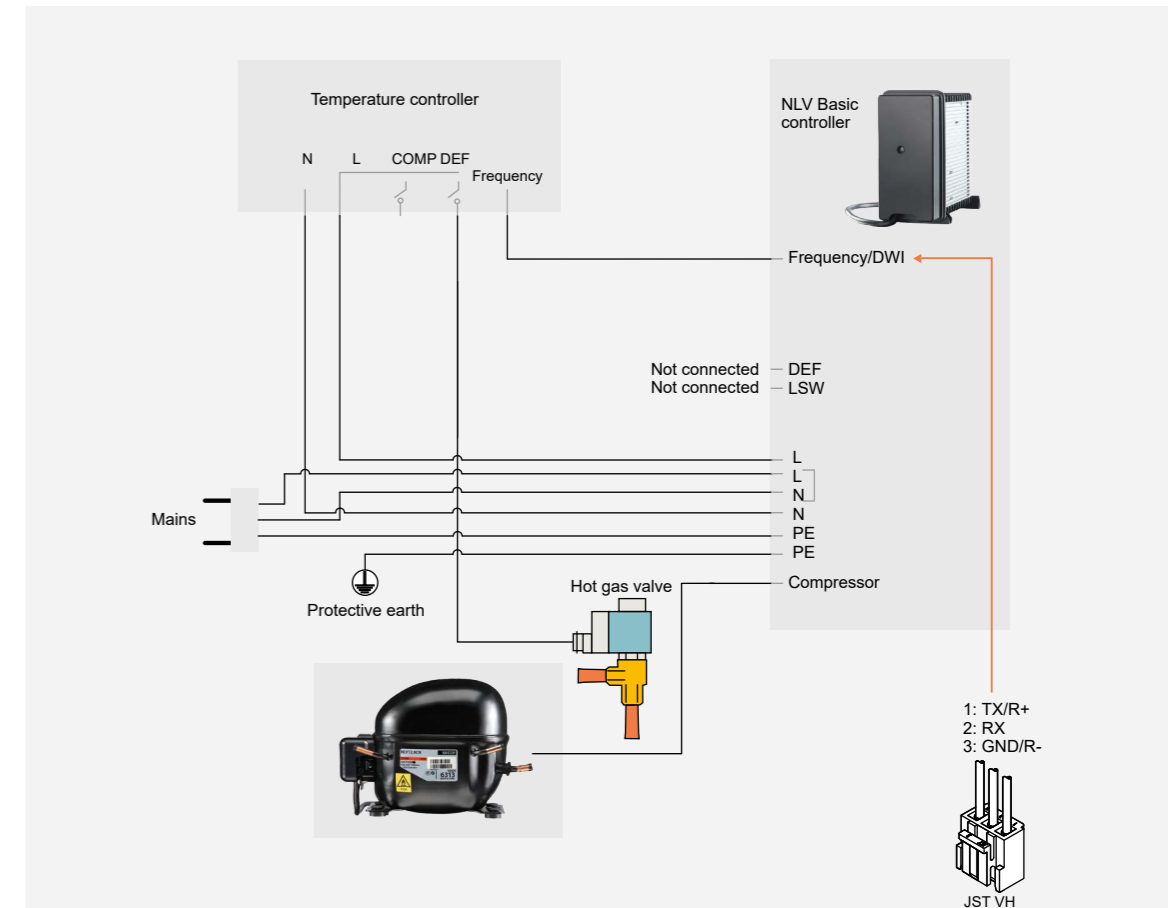 Temperature controller
N L COMP DEF
Frequency
NLV Basic
controller
Frequency/DWI
Not connected DEF
Not connected LSW
L
L
N
N
PE
PE
Mains
Protective earth
Hot gas valve
Compressor
6313
1: TX/R+
2: RX
3: GND/R-
JST VH